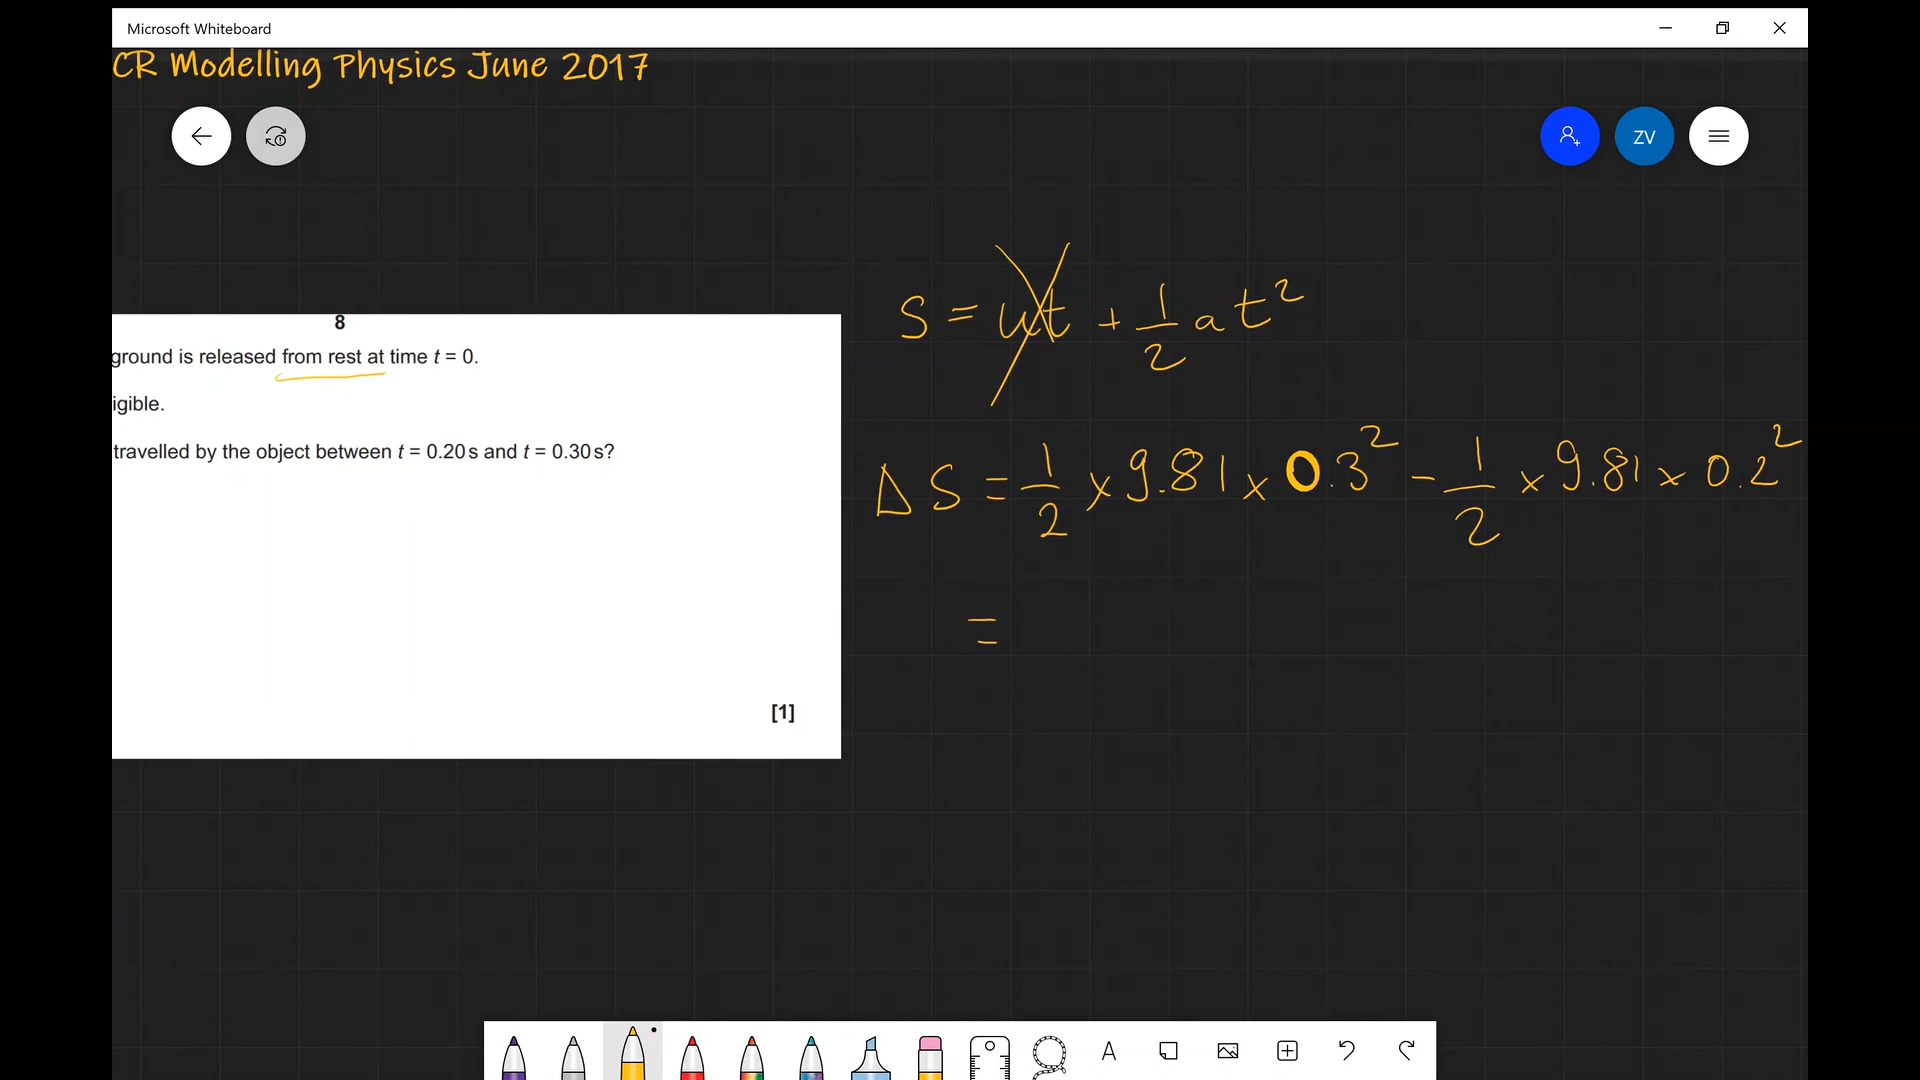 Microsoft Whiteboard
CR Modelling Physics June 2017
ZV
8
ground is released from rest at time t = 0.
igible.
travelled by the object between t = 0.20 s and t = 0.30 s?
[1]
S = ut + 1/2 at²
ΔS = 1/2 × 9.81 × 0.3² - 1/2 × 9.81 × 0.2²
=
A